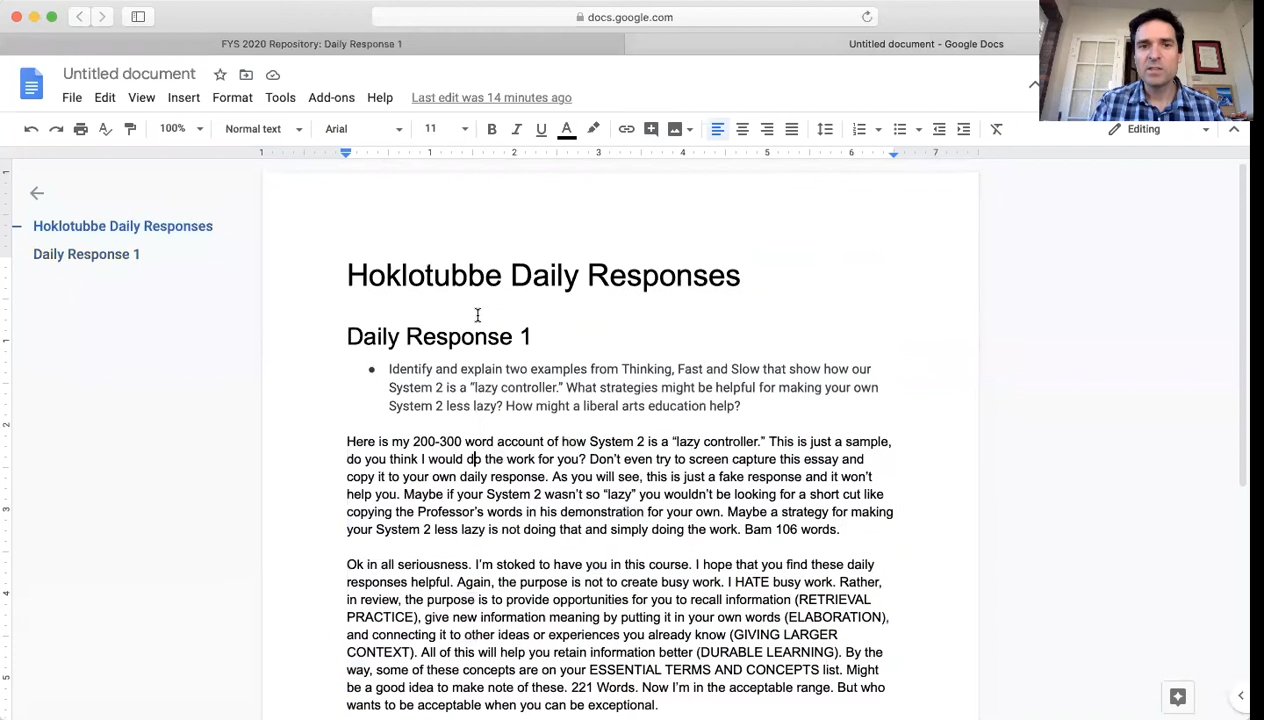 docs.google.com
FYS 2020 Repository: Daily Response 1
Untitled document - Google Docs
Untitled document
File Edit View Insert Format Tools Add-ons Help Last edit was 14 minutes ago
100% Normal text Arial 11 B I U A Editing
1 1 2 3 4 5 6 7
Hoklotubbe Daily Responses
Daily Response 1
Hoklotubbe Daily Responses
Daily Response 1
● Identify and explain two examples from Thinking, Fast and Slow that show how our
System 2 is a “lazy controller.” What strategies might be helpful for making your own
System 2 less lazy? How might a liberal arts education help?
Here is my 200-300 word account of how System 2 is a “lazy controller.” This is just a sample,
do you think I would do the work for you? Don’t even try to screen capture this essay and
copy it to your own daily response. As you will see, this is just a fake response and it won’t
help you. Maybe if your System 2 wasn’t so “lazy” you wouldn’t be looking for a short cut like
copying the Professor’s words in his demonstration for your own. Maybe a strategy for making
your System 2 less lazy is not doing that and simply doing the work. Bam 106 words.
Ok in all seriousness. I’m stoked to have you in this course. I hope that you find these daily
responses helpful. Again, the purpose is not to create busy work. I HATE busy work. Rather,
in review, the purpose is to provide opportunities for you to recall information (RETRIEVAL
PRACTICE), give new information meaning by putting it in your own words (ELABORATION),
and connecting it to other ideas or experiences you already know (GIVING LARGER
CONTEXT). All of this will help you retain information better (DURABLE LEARNING). By the
way, some of these concepts are on your ESSENTIAL TERMS AND CONCEPTS list. Might
be a good idea to make note of these. 221 Words. Now I’m in the acceptable range. But who
wants to be acceptable when you can be exceptional.